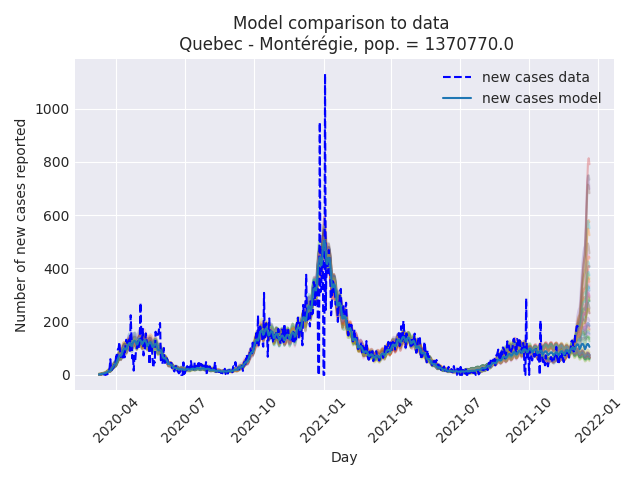 Model comparison to data
Quebec - Montérégie, pop. = 1370770.0
new cases data
new cases model
Number of new cases reported
1000
800
600
400
200
0
2020-04
2020-07
2020-10
2021-01
2021-04
2021-07
2021-10
2022-01
Day